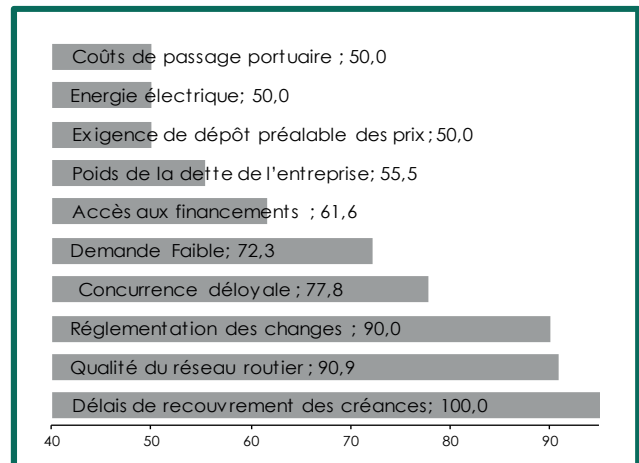 Coûts de passage portuaire ; 50,0
Energie électrique; 50,0
Exigence de dépôt préalable des prix ; 50,0
Poids de la dette de l'entreprise; 55,5
Accès aux financements ; 61,6
Demande Faible; 72,3
Concurrence déloyale ; 77,8
Réglementation des changes ; 90,0
Qualité du réseau routier ; 90,9
Délais de recouvrement des créances; 100,0
40 50 60 70 80 90